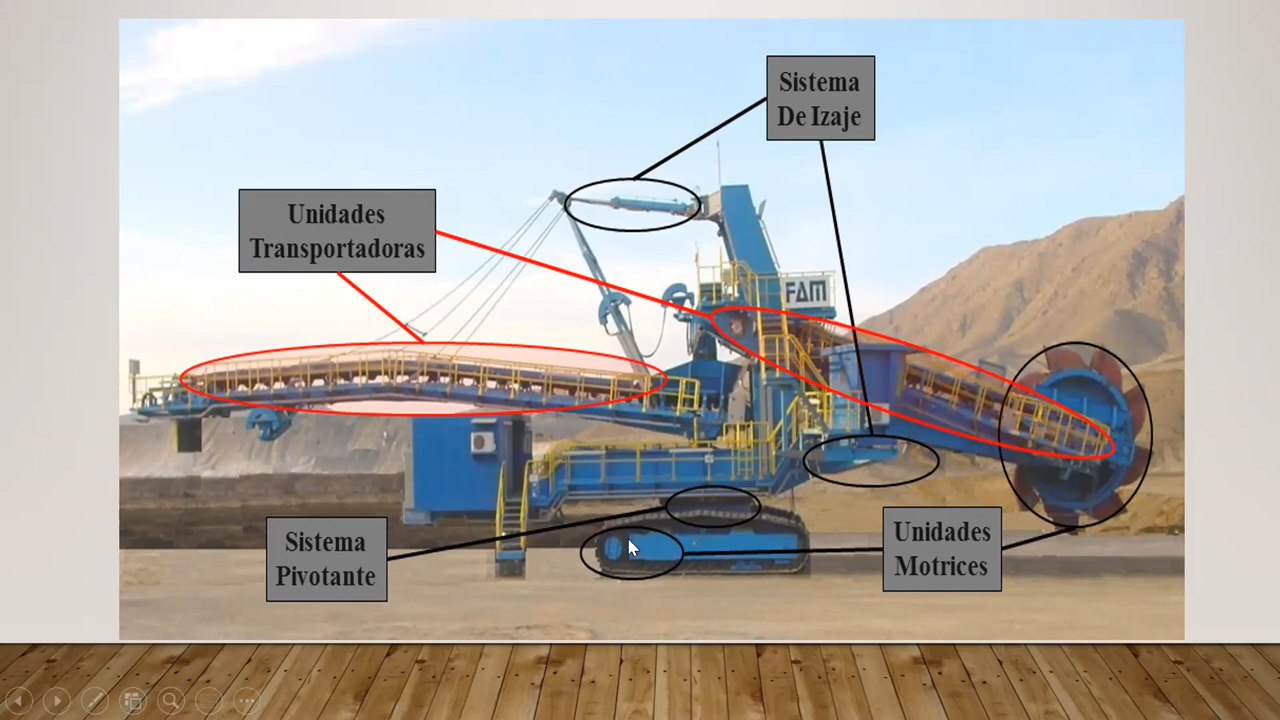 Sistema
De Izaje
Unidades
Transportadoras
FAM
Sistema
Pivotante
Unidades
Motrices